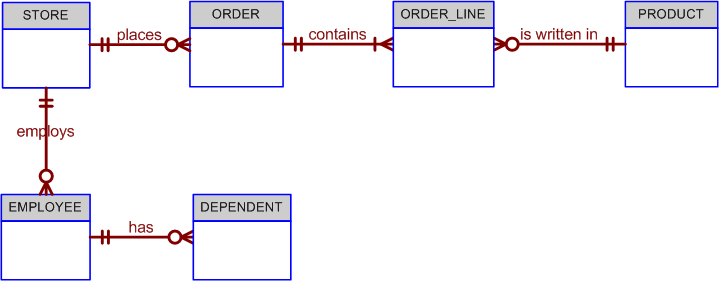 STORE
places
ORDER
contains
ORDER_LINE
is written in
PRODUCT
employs
EMPLOYEE
has
DEPENDENT